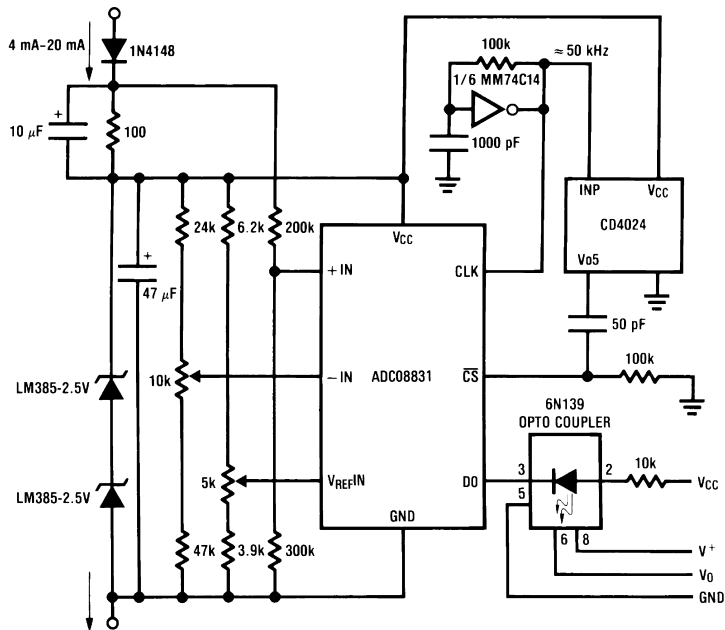 4 mA–20 mA
1N4148
+
10 µF
100
100k
≈ 50 kHz
1/6 MM74C14
1000 pF
INP
VCC
CD4024
VO5
50 pF
24k
6.2k
200k
+
47 µF
VCC
+IN
CLK
LM385-2.5V
10k
–IN
ADC08831
CS
100k
6N139
OPTO COUPLER
LM385-2.5V
5k
VREFIN
DO
3
2
10k
VCC
5
GND
47k
3.9k
300k
6
8
V+
VO
GND